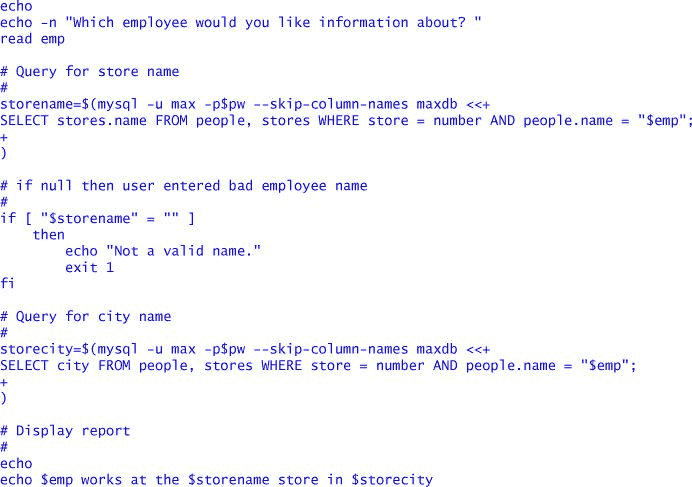 echo
echo -n "Which employee would you like information about? "
read emp

# Query for store name
#
storename=$(mysql -u max -p$pw --skip-column-names maxdb <<+
SELECT stores.name FROM people, stores WHERE store = number AND people.name = "$emp";
+
)

# if null then user entered bad employee name
#
if [ "$storename" = "" ]
    then
        echo "Not a valid name."
        exit 1
fi

# Query for city name
#
storecity=$(mysql -u max -p$pw --skip-column-names maxdb <<+
SELECT city FROM people, stores WHERE store = number AND people.name = "$emp";
+
)

# Display report
#
echo
echo $emp works at the $storename store in $storecity